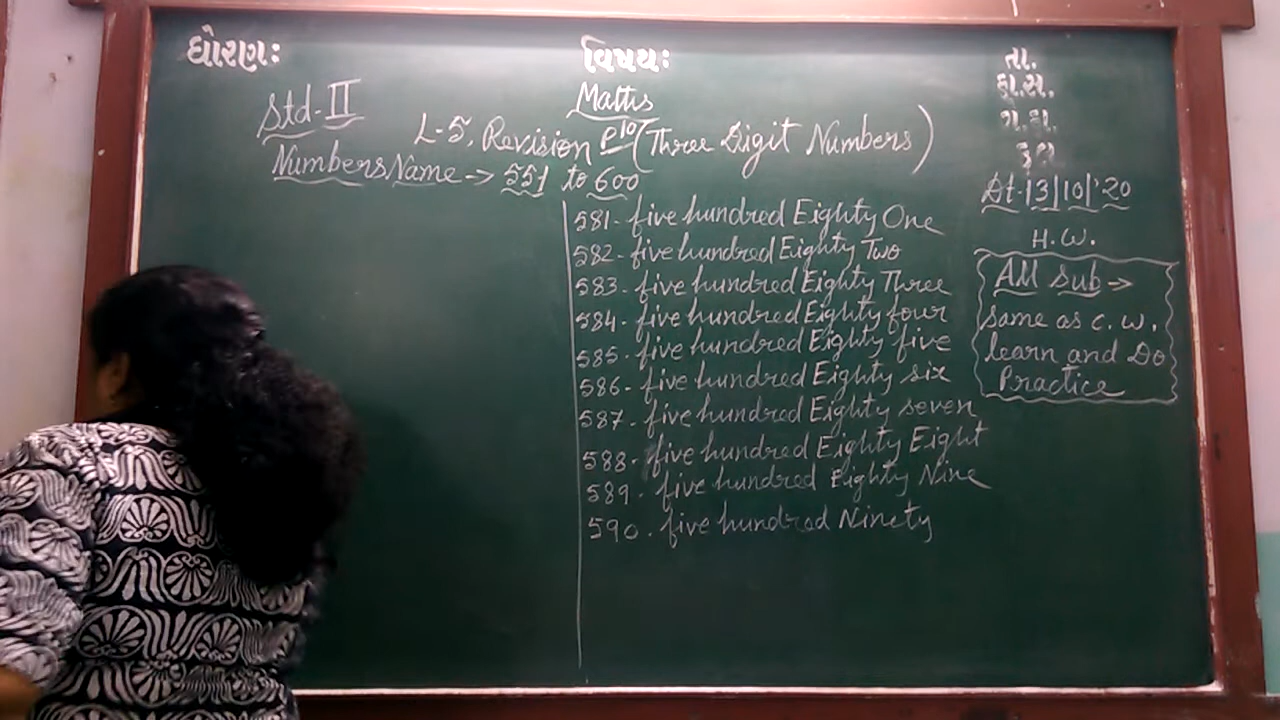 ધોરણ:
વિષય:
તા.
હા.સ.
ગે.હા.
કુલ
Std-II
Maths
L-5, Revision P10 (Three Digit Numbers)
Numbers Name -> 551 to 600
Dt-13|10|'20
581- five hundred Eighty One
582- five hundred Eighty Two
583- five hundred Eighty Three
584- five hundred Eighty four
585- five hundred Eighty five
586- five hundred Eighty six
587- five hundred Eighty seven
588- five hundred Eighty Eight
589- five hundred Eighty Nine
590- five hundred Ninety
H.W.
All Sub ->
same as c.w.
learn and Do
Practice